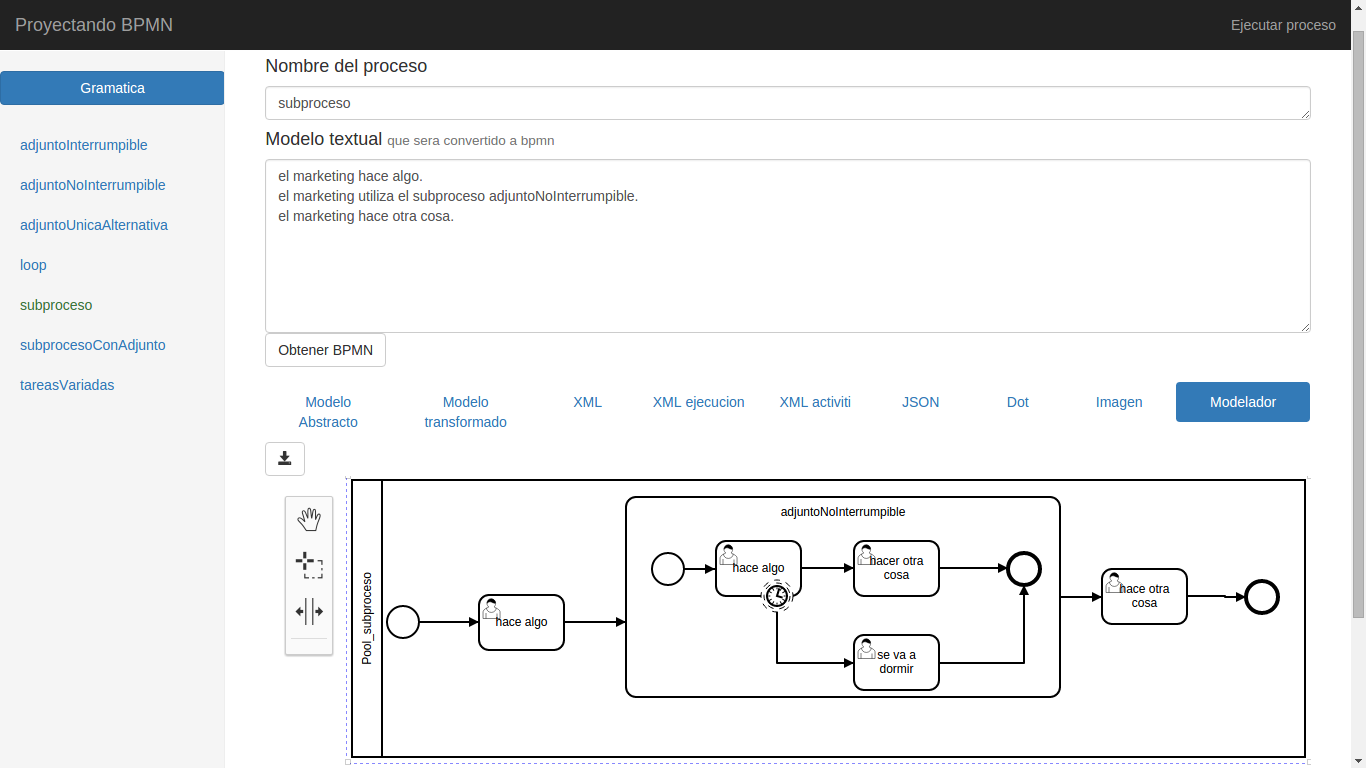 Proyectando BPMN
Ejecutar proceso
Gramatica
adjuntoInterrumpible
adjuntoNoInterrumpible
adjuntoUnicaAlternativa
loop
subproceso
subprocesoConAdjunto
tareasVariadas
Nombre del proceso
subproceso
Modelo textual que sera convertido a bpmn
el marketing hace algo.
el marketing utiliza el subproceso adjuntoNoInterrumpible.
el marketing hace otra cosa.
Obtener BPMN
Modelo
Abstracto
Modelo
transformado
XML
XML ejecucion
XML activiti
JSON
Dot
Imagen
Modelador
Pool_subproceso
hace algo
adjuntoNoInterrumpible
hace algo
hacer otra
cosa
se va a
dormir
hace otra
cosa